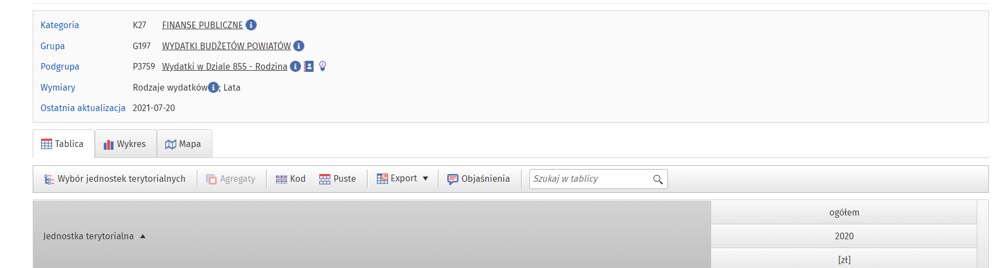 Kategoria K27 FINANSE PUBLICZNE
Grupa G197 WYDATKI BUDŻETÓW POWIATÓW
Podgrupa P3759 Wydatki w Dziale 855 - Rodzina
Wymiary Rodzaje wydatków; Lata
Ostatnia aktualizacja 2021-07-20
Tablica Wykres Mapa
Wybór jednostek terytorialnych Agregaty Kod Puste Export Objaśnienia Szukaj w tablicy
Jednostka terytorialna
ogółem
2020
[zł]